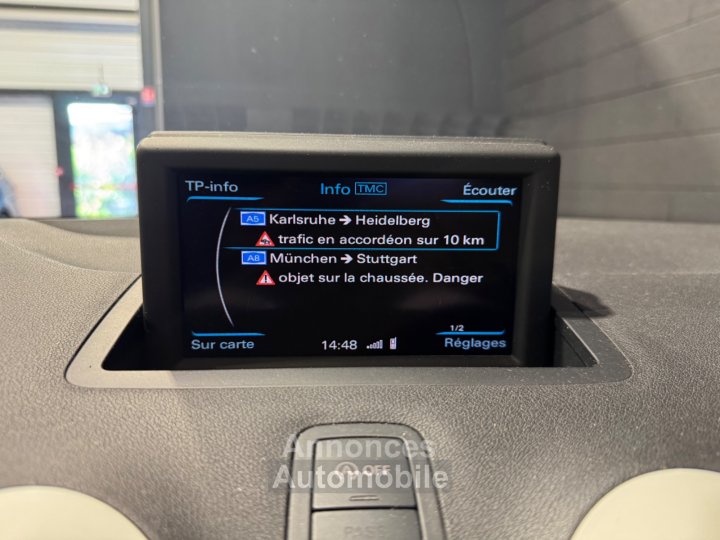 TP-info
Info TMC
Écouter
A5 Karlsruhe → Heidelberg
trafic en accordéon sur 10 km
A8 München → Stuttgart
objet sur la chaussée. Danger
1/2
Sur carte
14:48
Réglages
Annonces
Automobile
OFF
PASS